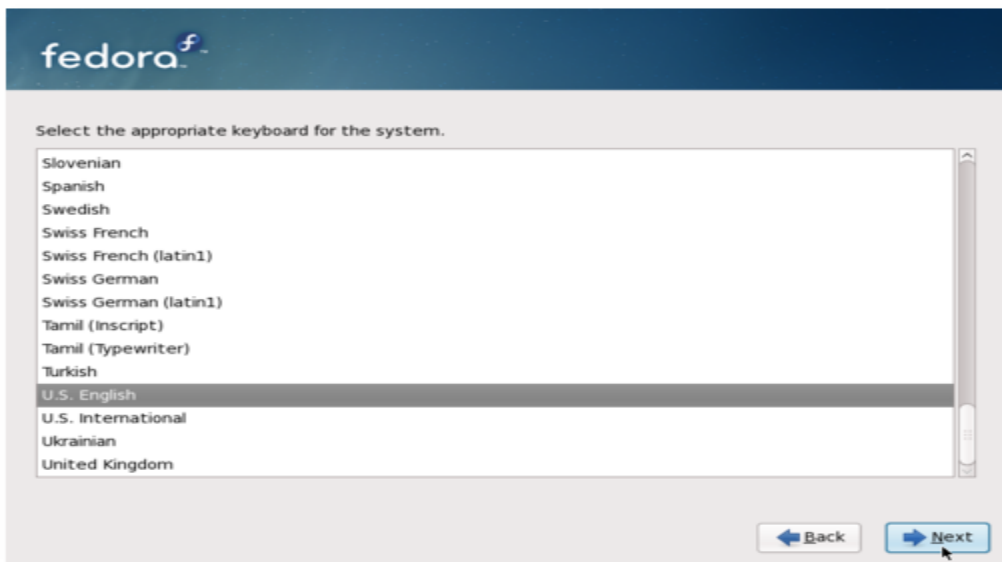 fedora
Select the appropriate keyboard for the system.
Slovenian
Spanish
Swedish
Swiss French
Swiss French (latin1)
Swiss German
Swiss German (latin1)
Tamil (Inscript)
Tamil (Typewriter)
Turkish
U.S. English
U.S. International
Ukrainian
United Kingdom
Back Next